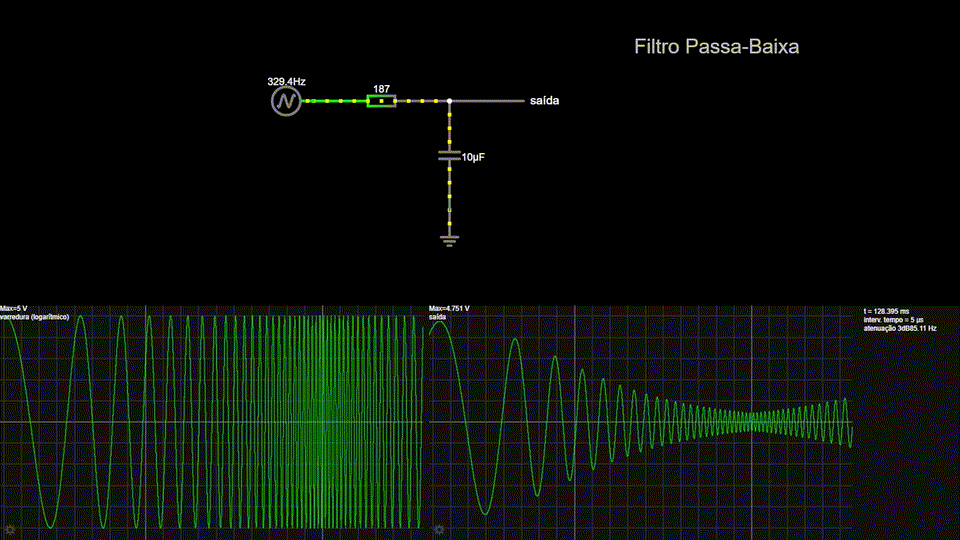 Filtro Passa-Baixa
329.4Hz
187
saída
10µF
Max=5 V
varredura (logarítmico)
Max=4.751 V
saída
t = 128.395 ms
interv. tempo = 5 µs
atenuação 3dB85.11 Hz